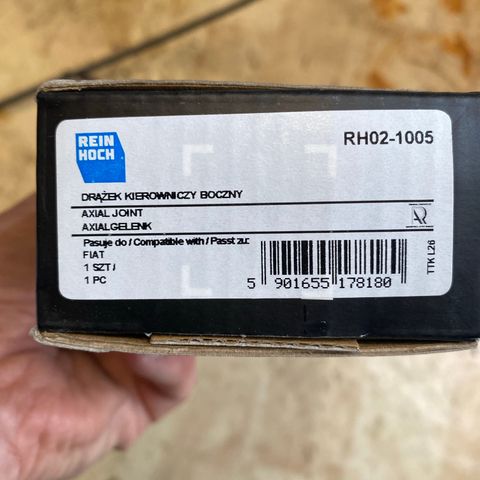 REIN
HOCH
RH02-1005
DRĄŻEK KIEROWNICZY BOCZNY
AXIAL JOINT
AXIALGELENK
Pasuje do / Compatible with / Passt zu:
FIAT
1 SZT /
1 PC
5 901655 178180
TTK L26